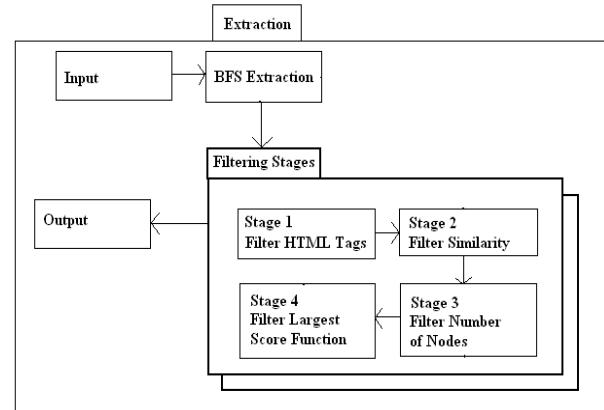 Extraction
Input
BFS Extraction
Filtering Stages
Output
Stage 1
Filter HTML Tags
Stage 2
Filter Similarity
Stage 4
Filter Largest
Score Function
Stage 3
Filter Number
of Nodes